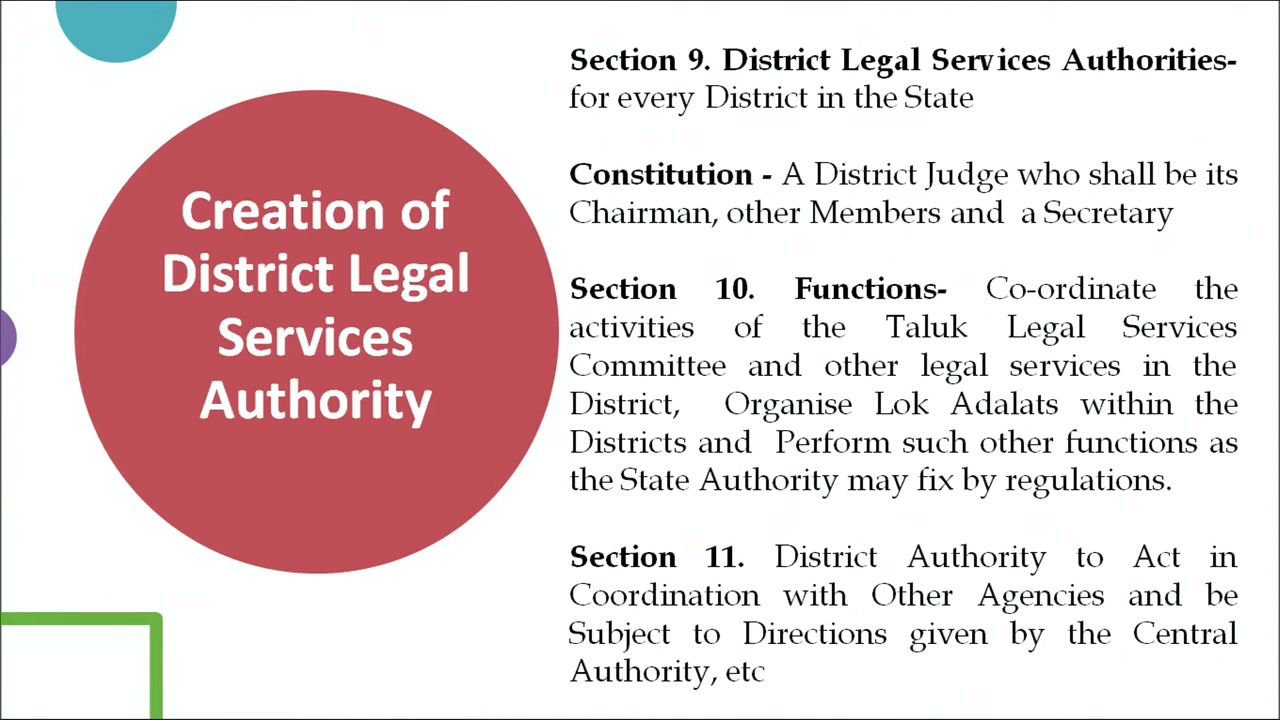 Creation of
District Legal
Services
Authority
Section 9. District Legal Services Authorities-
for every District in the State
Constitution - A District Judge who shall be its
Chairman, other Members and a Secretary
Section 10. Functions- Co-ordinate the
activities of the Taluk Legal Services
Committee and other legal services in the
District, Organise Lok Adalats within the
Districts and Perform such other functions as
the State Authority may fix by regulations.
Section 11. District Authority to Act in
Coordination with Other Agencies and be
Subject to Directions given by the Central
Authority, etc